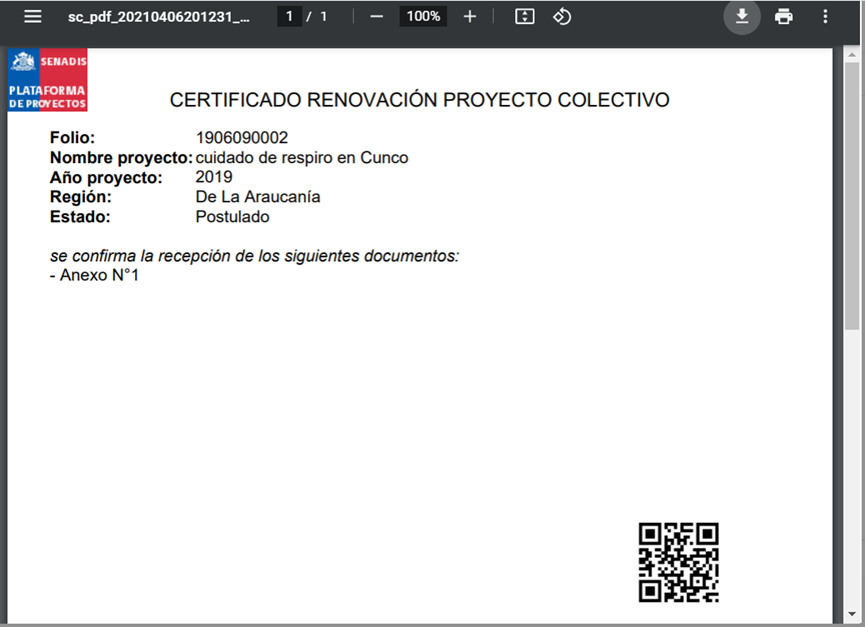 sc_pdf_20210406201231_...
1 / 1
100%
SENADIS
PLATAFORMA
DE PROYECTOS
CERTIFICADO RENOVACIÓN PROYECTO COLECTIVO
Folio: 1906090002
Nombre proyecto: cuidado de respiro en Cunco
Año proyecto: 2019
Región: De La Araucanía
Estado: Postulado
se confirma la recepción de los siguientes documentos:
- Anexo N°1